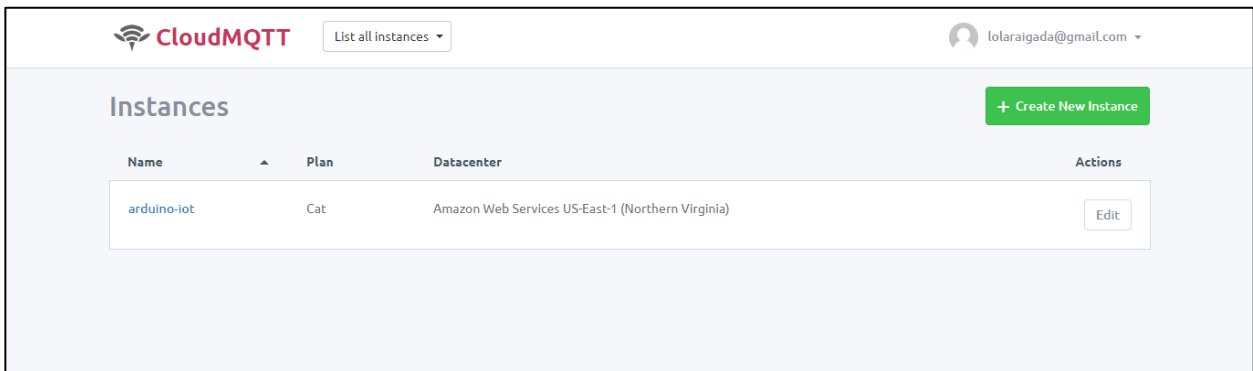 CloudMQTT List all instances lolaraigada@gmail.com
Instances + Create New Instance
Name Plan Datacenter Actions
arduino-iot Cat Amazon Web Services US-East-1 (Northern Virginia) Edit